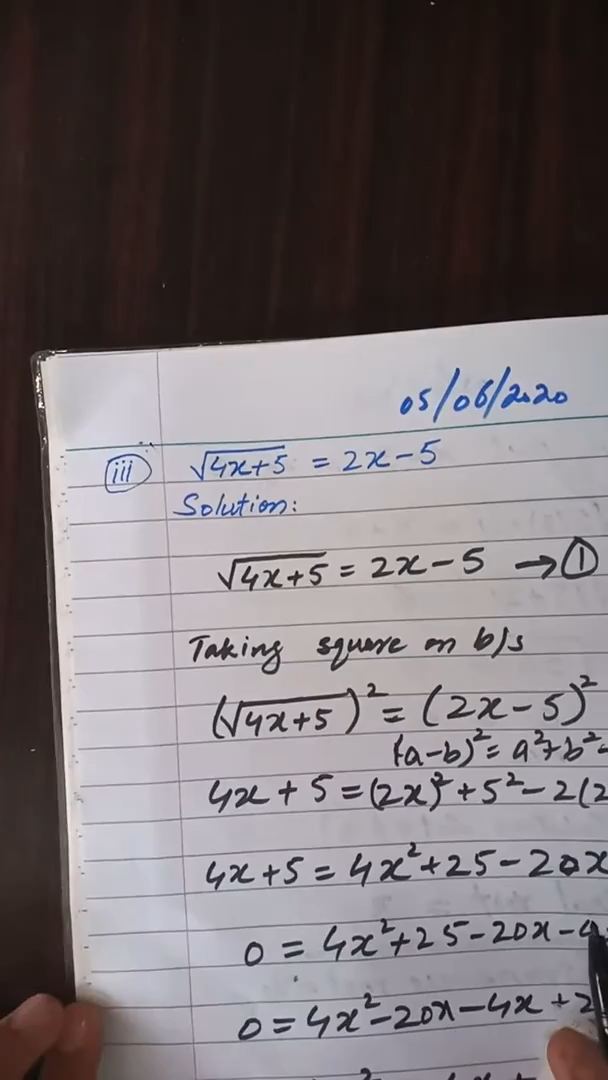 05/06/2020
(iii) √4x+5 = 2x-5
Solution:
√4x+5 = 2x-5 → ①
Taking square on b/s
(√4x+5)² = (2x-5)²
(a-b)² = a²+b²-
4x+5 = (2x)²+5²-2(2
4x+5 = 4x²+25-20x
0 = 4x²+25-20x-4
0 = 4x²-20x-4x+2